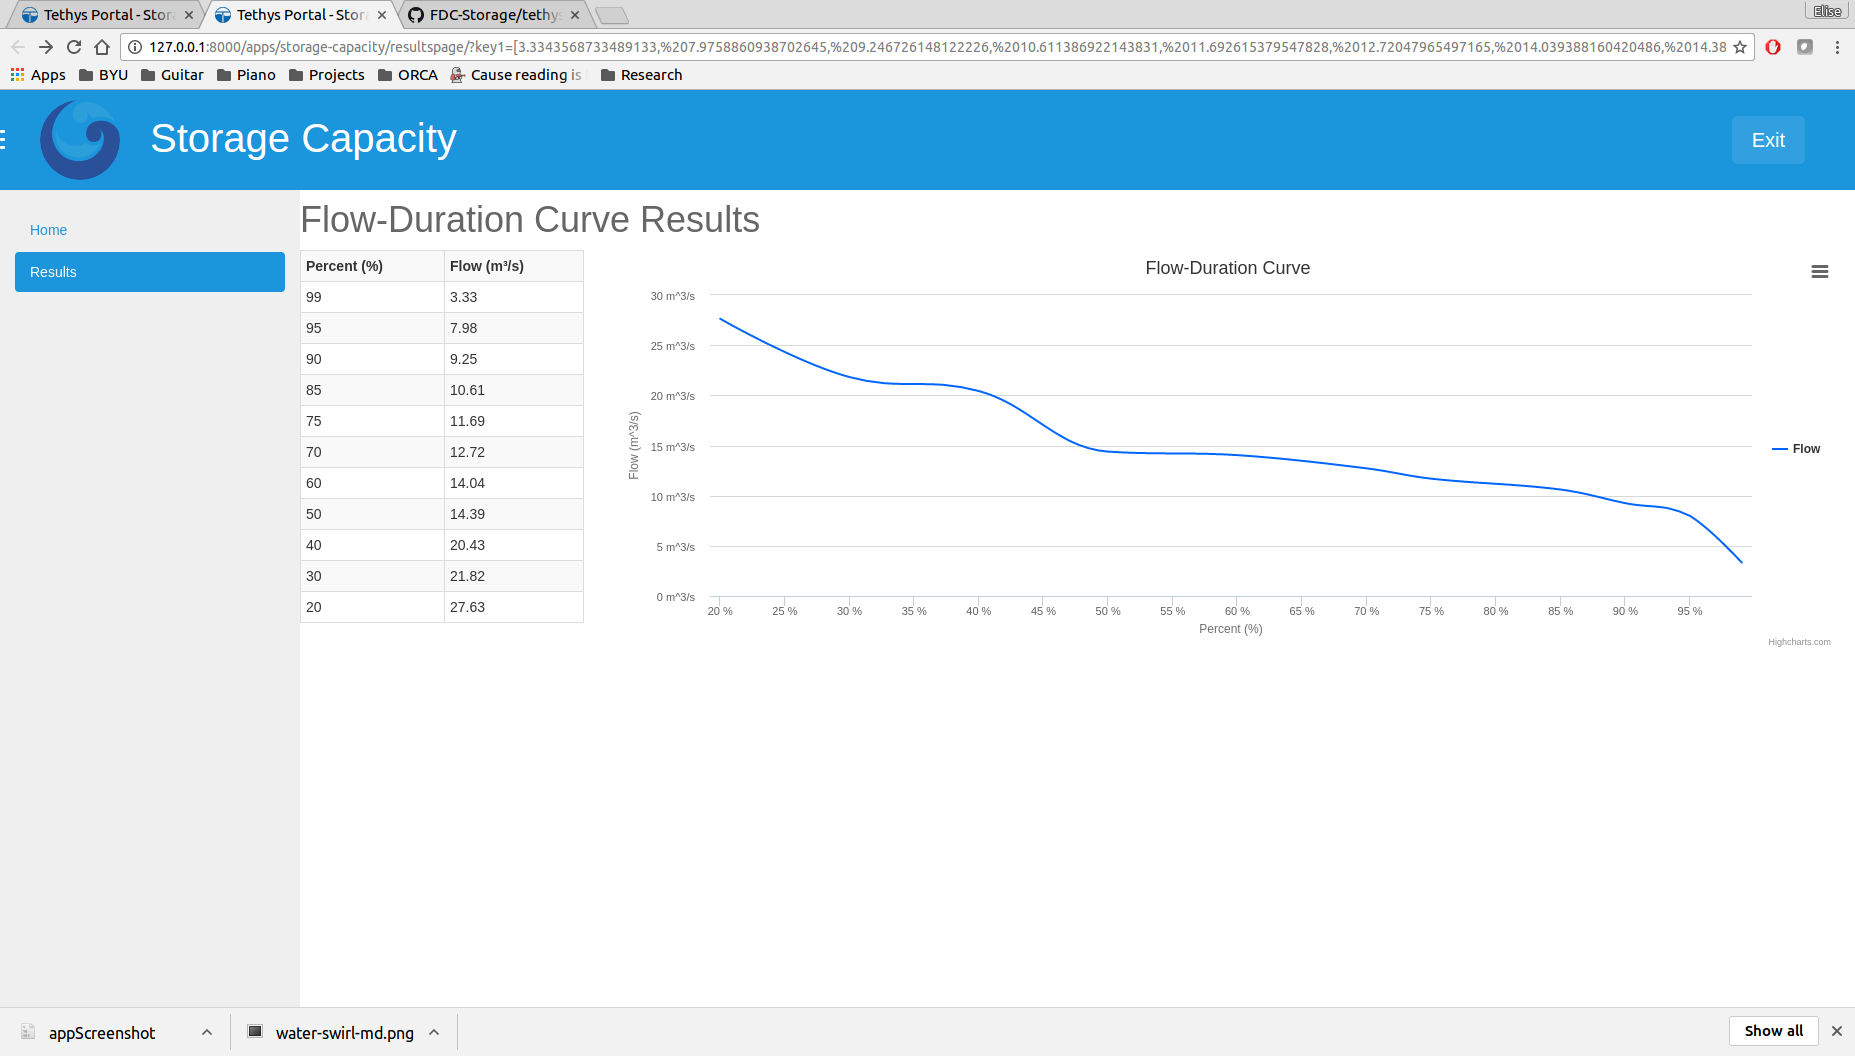 Tethys Portal - Stor
Tethys Portal - Stor
FDC-Storage/tethys
Elise
127.0.0.1:8000/apps/storage-capacity/resultspage/?key1=[3.3343568733489133,%207.9758860938702645,%209.246726148122226,%2010.611386922143831,%2011.692615379547828,%2012.72047965497165,%2014.039388160420486,%2014.38
Apps
BYU
Guitar
Piano
Projects
ORCA
Cause reading is
Research
Storage Capacity
Exit
Home
Results
Flow-Duration Curve Results
Percent (%) Flow (m³/s)
99 3.33
95 7.98
90 9.25
85 10.61
75 11.69
70 12.72
60 14.04
50 14.39
40 20.43
30 21.82
20 27.63
Flow-Duration Curve
30 m^3/s
25 m^3/s
20 m^3/s
15 m^3/s
10 m^3/s
5 m^3/s
0 m^3/s
Flow (m^3/s)
20 % 25 % 30 % 35 % 40 % 45 % 50 % 55 % 60 % 65 % 70 % 75 % 80 % 85 % 90 % 95 %
Percent (%)
Flow
Highcharts.com
appScreenshot
water-swirl-md.png
Show all